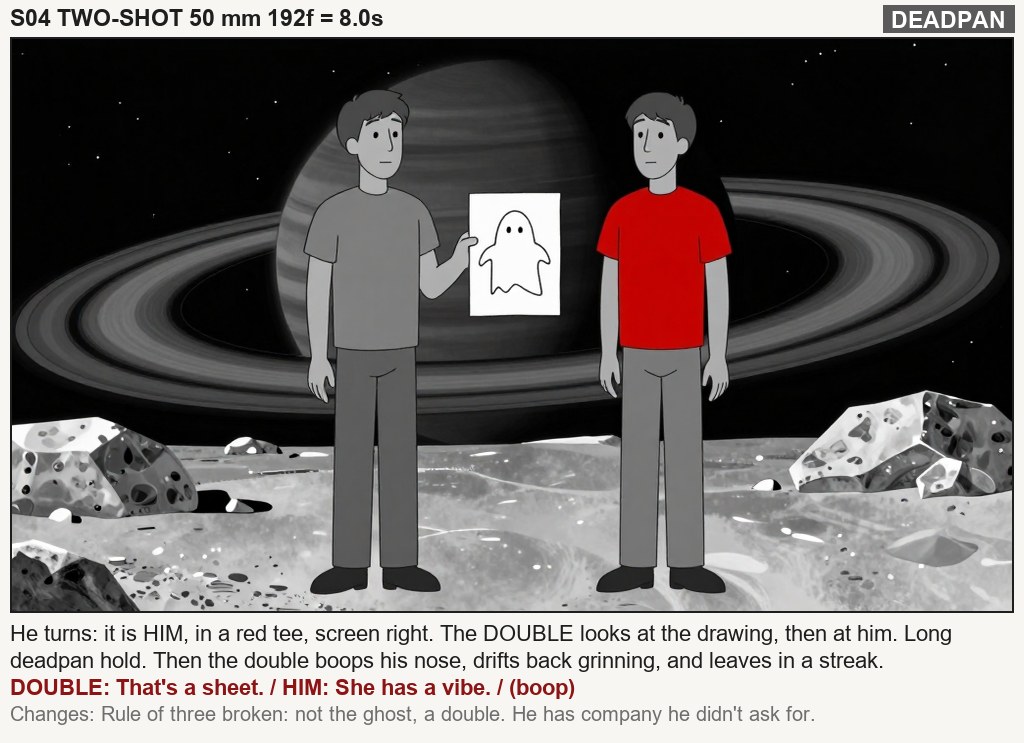 S04 TWO-SHOT 50 mm 192f = 8.0s
DEADPAN
He turns: it is HIM, in a red tee, screen right. The DOUBLE looks at the drawing, then at him. Long
deadpan hold. Then the double boops his nose, drifts back grinning, and leaves in a streak.
DOUBLE: That's a sheet. / HIM: She has a vibe. / (boop)
Changes: Rule of three broken: not the ghost, a double. He has company he didn't ask for.